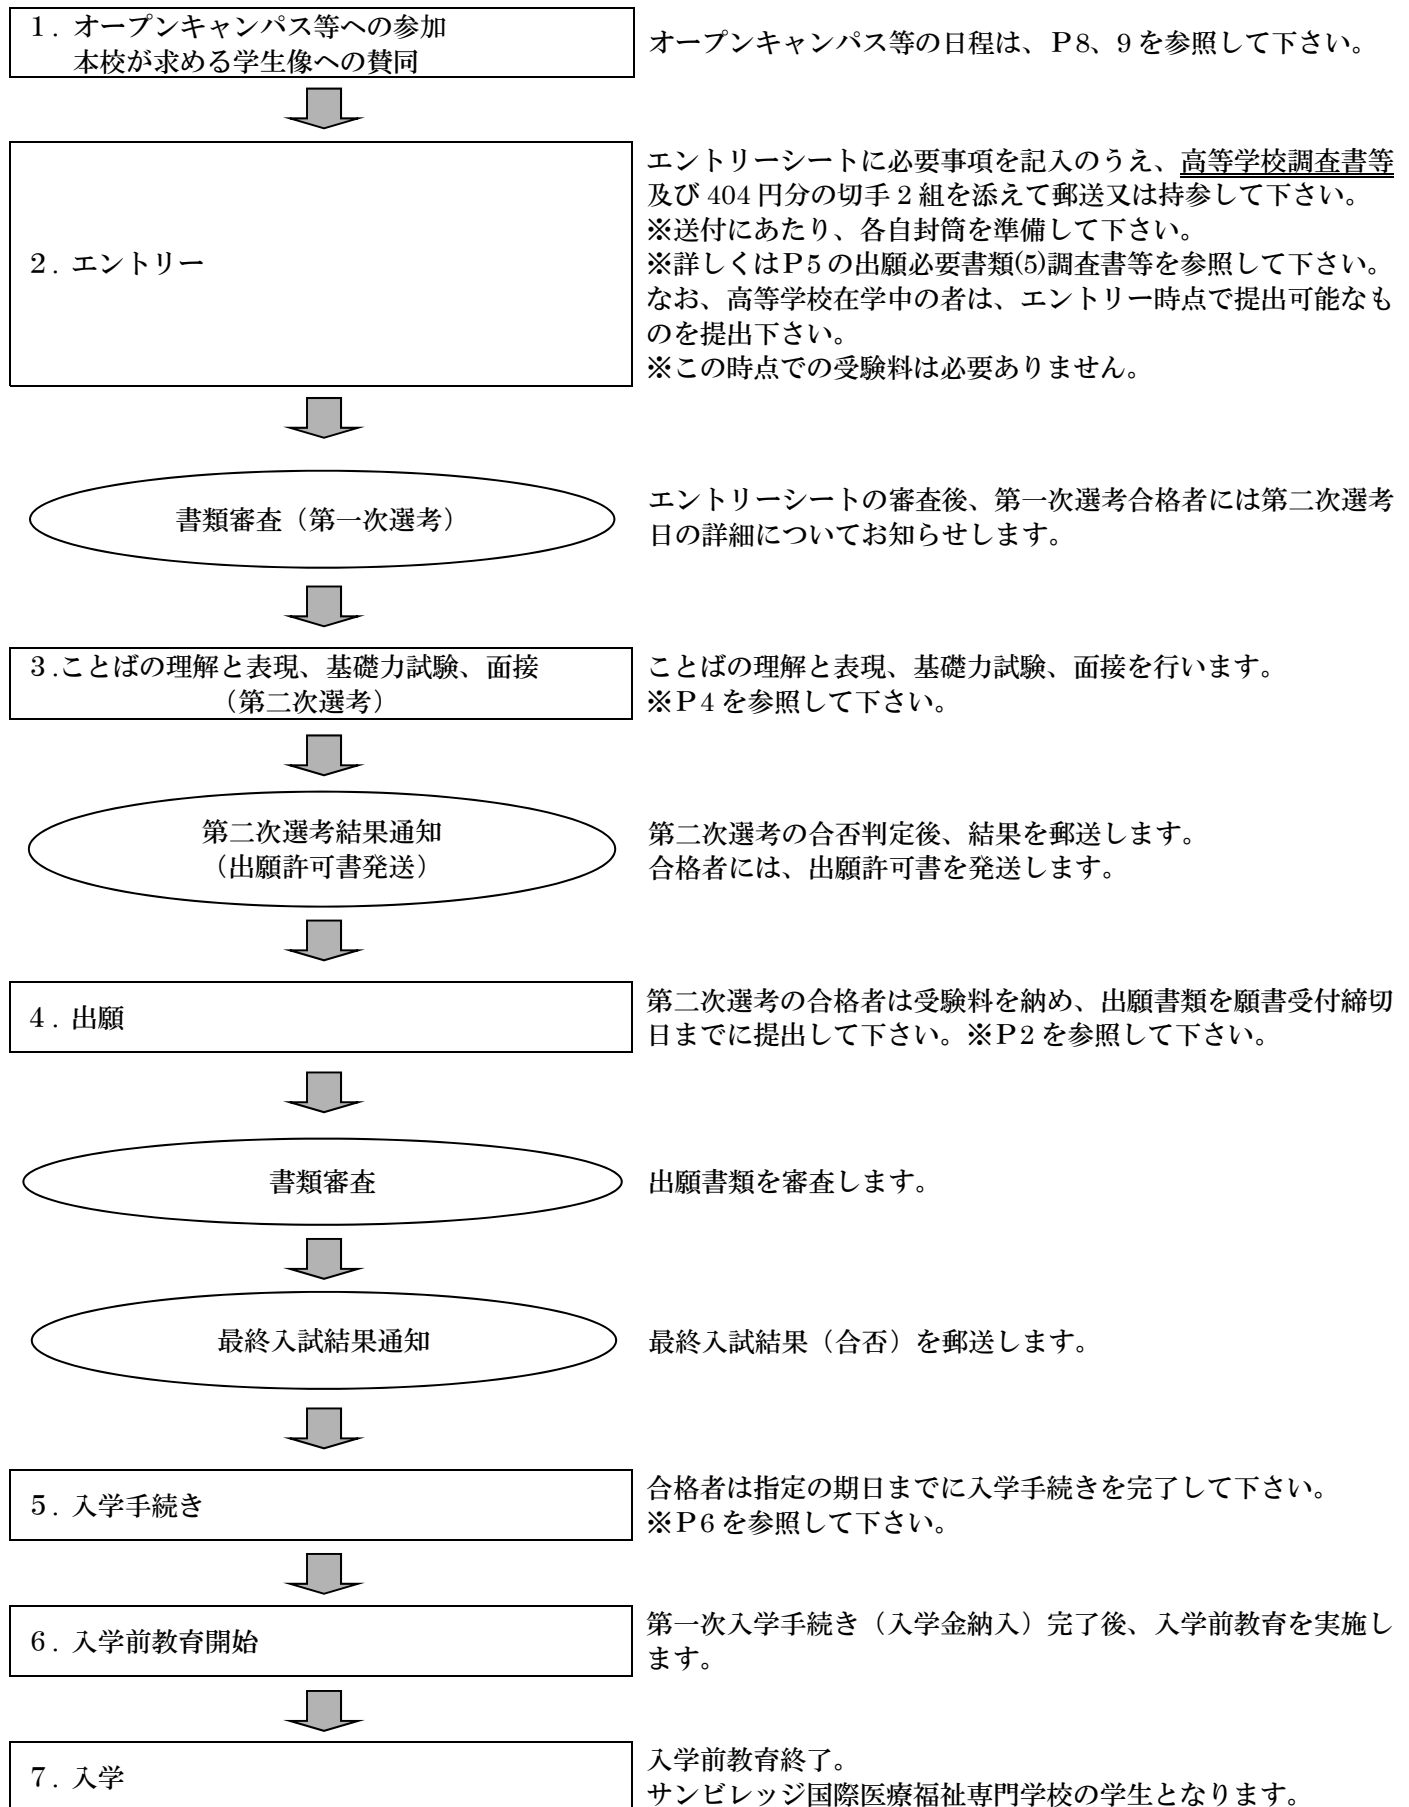 １. オープンキャンパス等への参加
本校が求める学生像への賛同
オープンキャンパス等の日程は、Ｐ8、9を参照して下さい。
２. エントリー
エントリーシートに必要事項を記入のうえ、高等学校調査書等
及び 404 円分の切手 2 組を添えて郵送又は持参して下さい。
※送付にあたり、各自封筒を準備して下さい。
※詳しくはＰ5の出願必要書類(5)調査書等を参照して下さい。
なお、高等学校在学中の者は、エントリー時点で提出可能なも
のを提出下さい。
※この時点での受験料は必要ありません。
書類審査（第一次選考）
エントリーシートの審査後、第一次選考合格者には第二次選考
日の詳細についてお知らせします。
３.ことばの理解と表現、基礎力試験、面接
（第二次選考）
ことばの理解と表現、基礎力試験、面接を行います。
※Ｐ4を参照して下さい。
第二次選考結果通知
（出願許可書発送）
第二次選考の合否判定後、結果を郵送します。
合格者には、出願許可書を発送します。
４. 出願
第二次選考の合格者は受験料を納め、出願書類を願書受付締切
日までに提出して下さい。※Ｐ2を参照して下さい。
書類審査
出願書類を審査します。
最終入試結果通知
最終入試結果（合否）を郵送します。
５. 入学手続き
合格者は指定の期日までに入学手続きを完了して下さい。
※Ｐ6を参照して下さい。
６. 入学前教育開始
第一次入学手続き（入学金納入）完了後、入学前教育を実施し
ます。
７. 入学
入学前教育終了。
サンビレッジ国際医療福祉専門学校の学生となります。